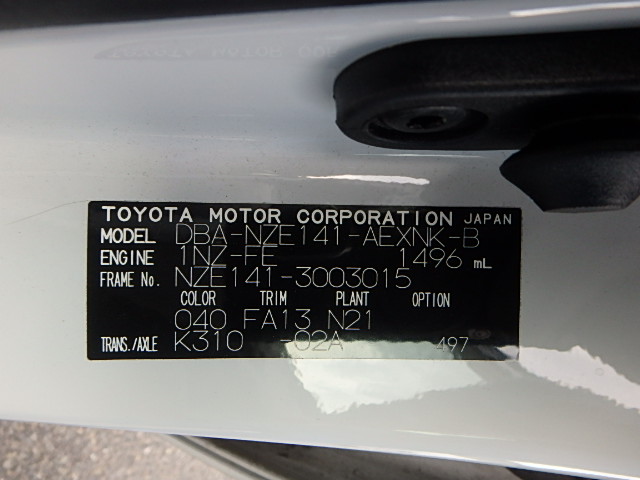 TOYOTA MOTOR CORPORATION JAPAN
MODEL DBA-NZE141-AEXNK-B
ENGINE 1NZ-FE 1496 mL
FRAME No. NZE141-3003015
COLOR TRIM PLANT OPTION
040 FA13 N21
TRANS./AXLE K310 -02A 497